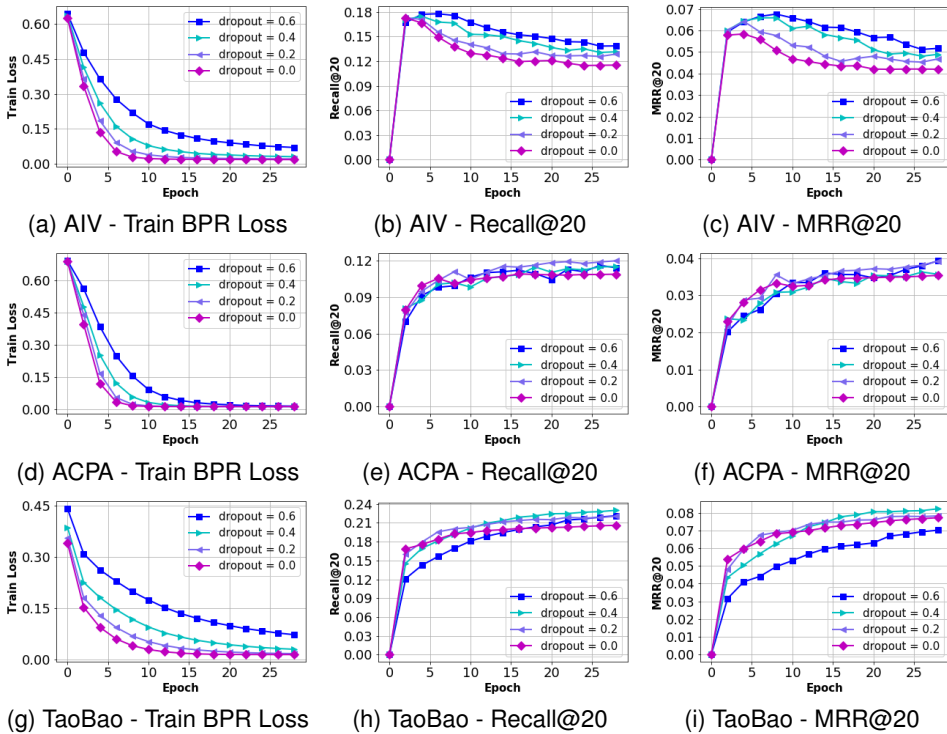 0.60
0.45
0.30
0.15
0.00
Train Loss
0 5 10 15 20 25
Epoch
dropout = 0.6
dropout = 0.4
dropout = 0.2
dropout = 0.0
(a) AIV - Train BPR Loss
0.18
0.15
0.12
0.09
0.06
0.03
0.00
Recall@20
0 5 10 15 20 25
Epoch
dropout = 0.6
dropout = 0.4
dropout = 0.2
dropout = 0.0
(b) AIV - Recall@20
0.07
0.06
0.05
0.04
0.03
0.02
0.01
0.00
MRR@20
0 5 10 15 20 25
Epoch
dropout = 0.6
dropout = 0.4
dropout = 0.2
dropout = 0.0
(c) AIV - MRR@20
0.60
0.45
0.30
0.15
0.00
Train Loss
0 5 10 15 20 25
Epoch
dropout = 0.6
dropout = 0.4
dropout = 0.2
dropout = 0.0
(d) ACPA - Train BPR Loss
0.12
0.09
0.06
0.03
0.00
Recall@20
0 5 10 15 20 25
Epoch
dropout = 0.6
dropout = 0.4
dropout = 0.2
dropout = 0.0
(e) ACPA - Recall@20
0.04
0.03
0.02
0.01
0.00
MRR@20
0 5 10 15 20 25
Epoch
dropout = 0.6
dropout = 0.4
dropout = 0.2
dropout = 0.0
(f) ACPA - MRR@20
0.45
0.30
0.15
0.00
Train Loss
0 5 10 15 20 25
Epoch
dropout = 0.6
dropout = 0.4
dropout = 0.2
dropout = 0.0
(g) TaoBao - Train BPR Loss
0.24
0.21
0.18
0.15
0.12
0.09
0.06
0.03
0.00
Recall@20
0 5 10 15 20 25
Epoch
dropout = 0.6
dropout = 0.4
dropout = 0.2
dropout = 0.0
(h) TaoBao - Recall@20
0.08
0.07
0.06
0.05
0.04
0.03
0.02
0.01
0.00
MRR@20
0 5 10 15 20 25
Epoch
dropout = 0.6
dropout = 0.4
dropout = 0.2
dropout = 0.0
(i) TaoBao - MRR@20